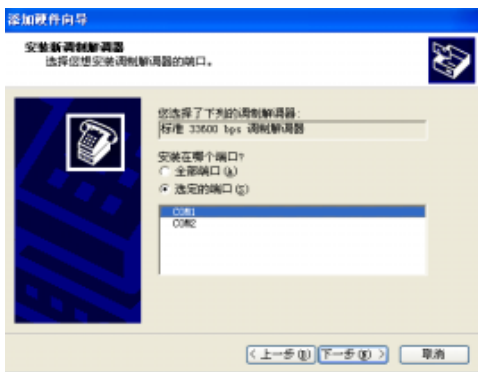 添加硬件向导
安装新调制解调器
选择您想安装调制解调器的端口。
您选择了下列的调制解调器:
标准 33600 bps 调制解调器
安装在哪个端口?
全部端口(A)
选定的端口(S)
COM1
COM2
<上一步(B) 下一步(N)> 取消